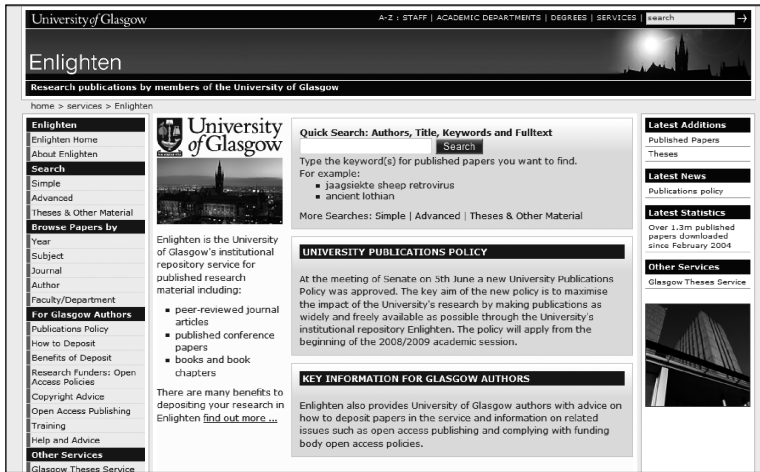 University of Glasgow
A-Z : STAFF | ACADEMIC DEPARTMENTS | DEGREES | SERVICES |
search
Enlighten
Research publications by members of the University of Glasgow
home > services > Enlighten
Enlighten
Enlighten Home
About Enlighten
Search
Simple
Advanced
Theses & Other Material
Browse Papers by
Year
Subject
Journal
Author
Faculty/Department
For Glasgow Authors
Publications Policy
How to Deposit
Benefits of Deposit
Research Funders: Open
Access Policies
Copyright Advice
Open Access Publishing
Training
Help and Advice
Other Services
Glasgow Theses Service
University
of Glasgow
Enlighten is the University
of Glasgow's institutional
repository service for
published research
material including:
peer-reviewed journal
articles
published conference
papers
books and book
chapters
There are many benefits to
depositing your research in
Enlighten find out more ...
Quick Search: Authors, Title, Keywords and Fulltext
Search
Type the keyword(s) for published papers you want to find.
For example:
jaagsiekte sheep retrovirus
ancient lothian
More Searches: Simple | Advanced | Theses & Other Material
UNIVERSITY PUBLICATIONS POLICY
At the meeting of Senate on 5th June a new University Publications
Policy was approved. The key aim of the new policy is to maximise
the impact of the University's research by making publications as
widely and freely available as possible through the University's
institutional repository Enlighten. The policy will apply from the
beginning of the 2008/2009 academic session.
KEY INFORMATION FOR GLASGOW AUTHORS
Enlighten also provides University of Glasgow authors with advice on
how to deposit papers in the service and information on related
issues such as open access publishing and complying with funding
body open access policies.
Latest Additions
Published Papers
Theses
Latest News
Publications policy
Latest Statistics
Over 1.3m published
papers downloaded
since February 2004
Other Services
Glasgow Theses Service